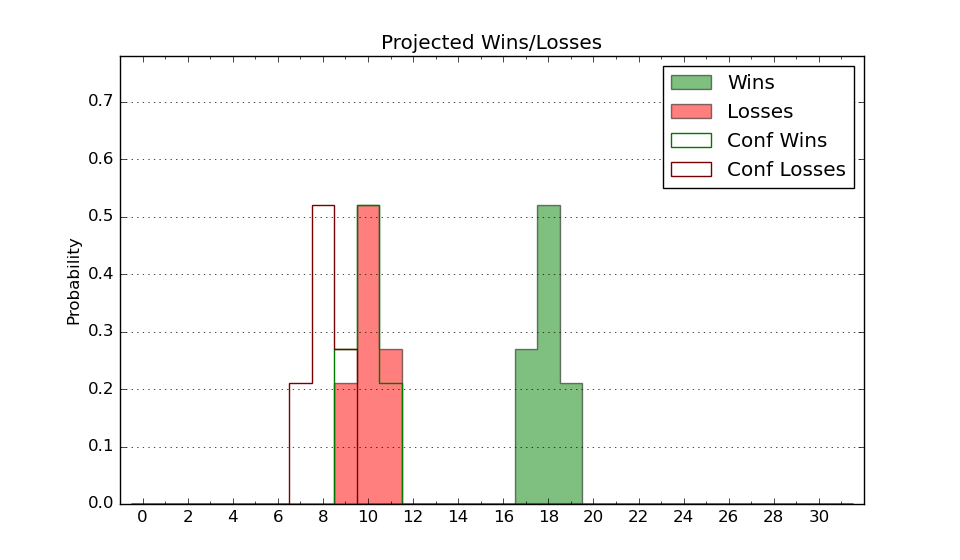 Projected Wins/Losses
Wins
Losses
Conf Wins
Conf Losses
Probability
0.7
0.6
0.5
0.4
0.3
0.2
0.1
0.0
0 2 4 6 8 10 12 14 16 18 20 22 24 26 28 30